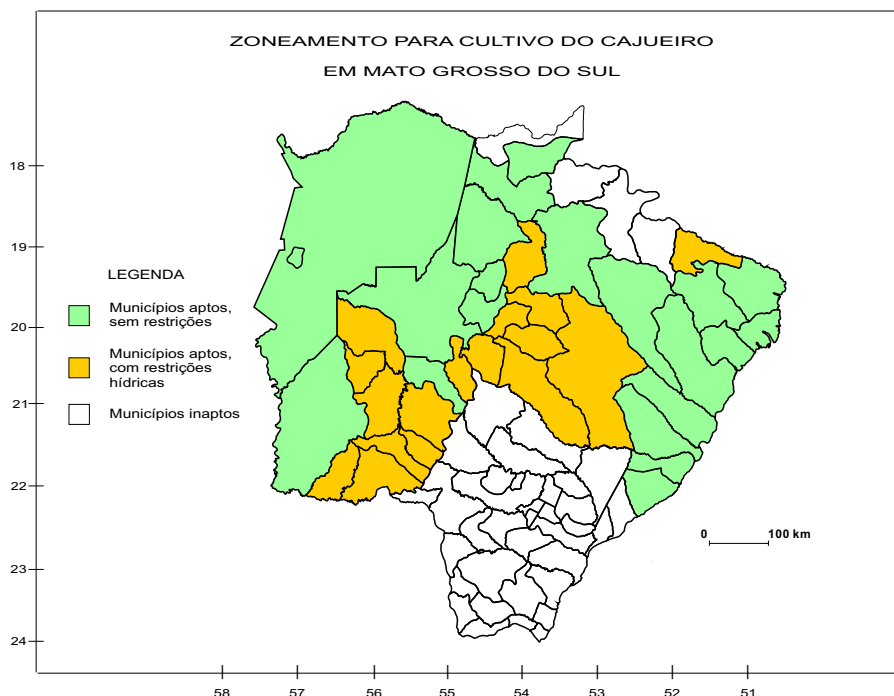 ZONEAMENTO PARA CULTIVO DO CAJUEIRO
EM MATO GROSSO DO SUL
18
19
20
21
22
23
24
LEGENDA
Municípios aptos,
sem restrições
Municípios aptos,
com restrições
hídricas
Municípios inaptos
0 100 km
58 57 56 55 54 53 52 51